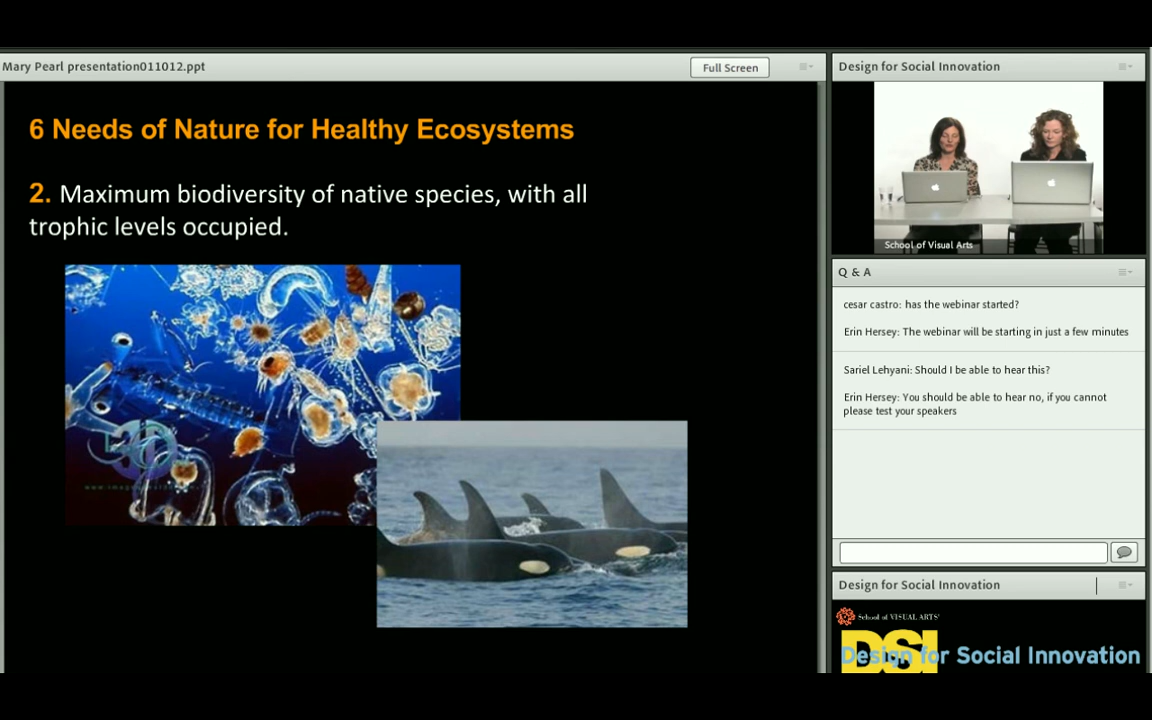 Mary Pearl presentation011012.ppt
Full Screen
6 Needs of Nature for Healthy Ecosystems
2. Maximum biodiversity of native species, with all
trophic levels occupied.
Design for Social Innovation
School of Visual Arts
Q & A
cesar castro: has the webinar started?
Erin Hersey: The webinar will be starting in just a few minutes
Sariel Lehyani: Should I be able to hear this?
Erin Hersey: You should be able to hear no, if you cannot
please test your speakers
Design for Social Innovation
School of VISUAL ARTS
DSI
Design for Social Innovation